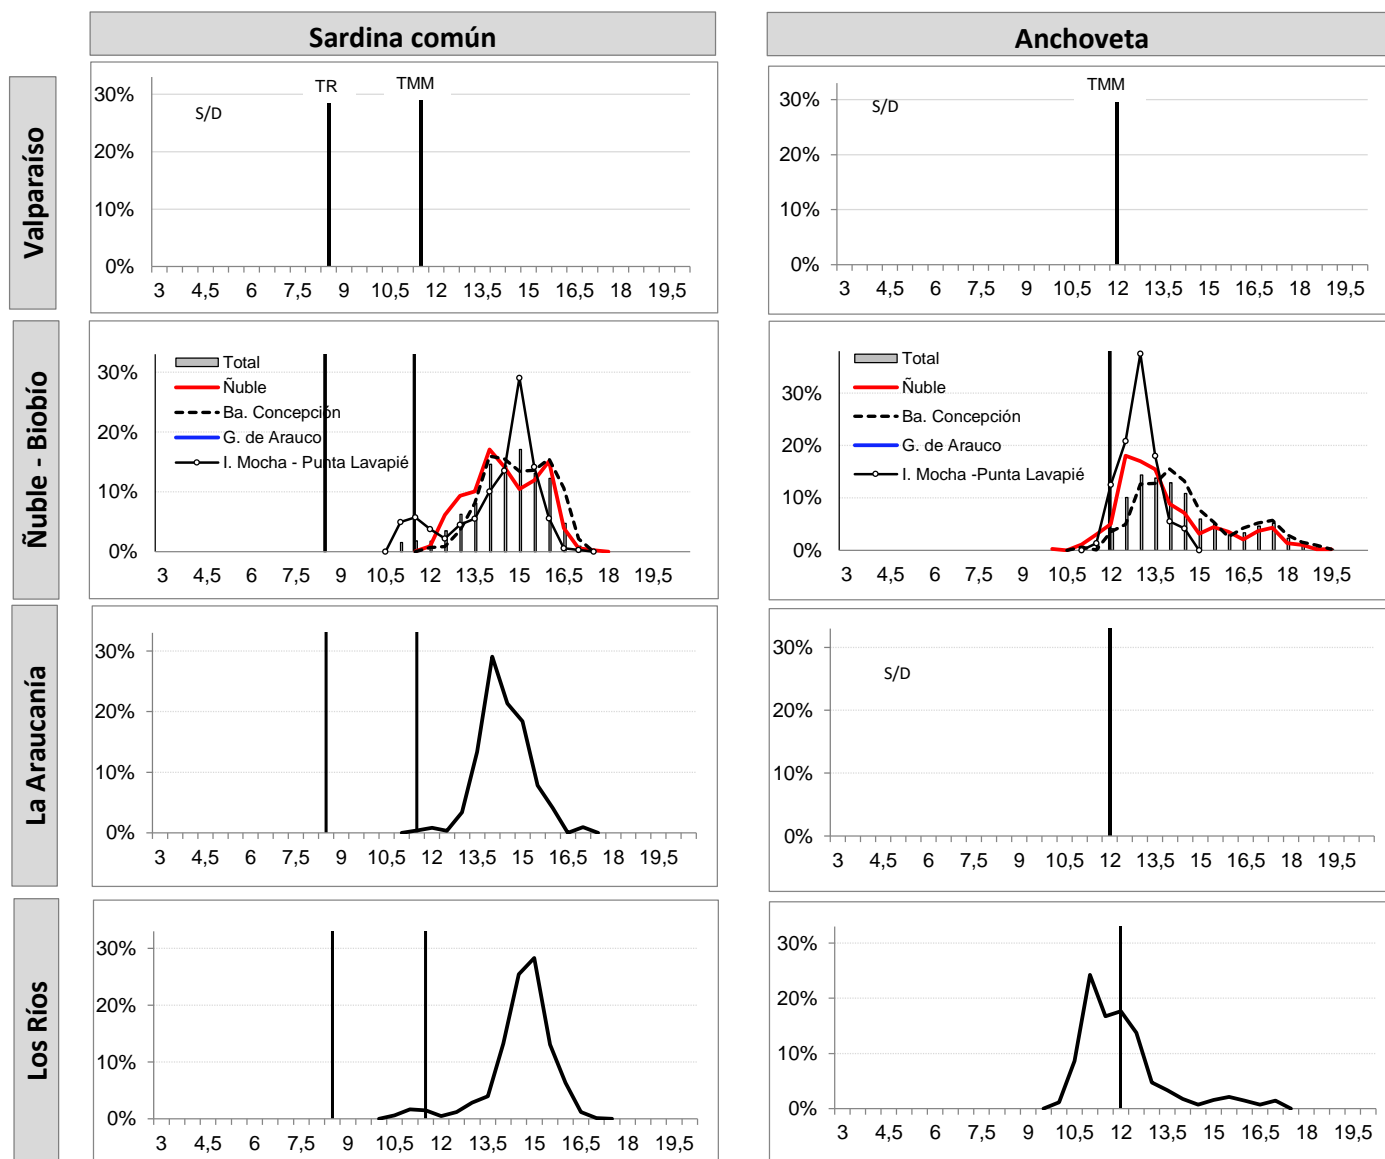 Sardina común
Anchoveta
Valparaíso
TR
TMM
S/D
30%
20%
10%
0%
3 4,5 6 7,5 9 10,5 12 13,5 15 16,5 18 19,5
TMM
S/D
30%
20%
10%
0%
3 4,5 6 7,5 9 10,5 12 13,5 15 16,5 18 19,5
Ñuble - Biobío
30%
20%
10%
0%
Total
Ñuble
Ba. Concepción
G. de Arauco
I. Mocha - Punta Lavapié
3 4,5 6 7,5 9 10,5 12 13,5 15 16,5 18 19,5
30%
20%
10%
0%
Total
Ñuble
Ba. Concepción
G. de Arauco
I. Mocha -Punta Lavapié
3 4,5 6 7,5 9 10,5 12 13,5 15 16,5 18 19,5
La Araucanía
30%
20%
10%
0%
3 4,5 6 7,5 9 10,5 12 13,5 15 16,5 18 19,5
S/D
30%
20%
10%
0%
3 4,5 6 7,5 9 10,5 12 13,5 15 16,5 18 19,5
Los Ríos
30%
20%
10%
0%
3 4,5 6 7,5 9 10,5 12 13,5 15 16,5 18 19,5
30%
20%
10%
0%
3 4,5 6 7,5 9 10,5 12 13,5 15 16,5 18 19,5